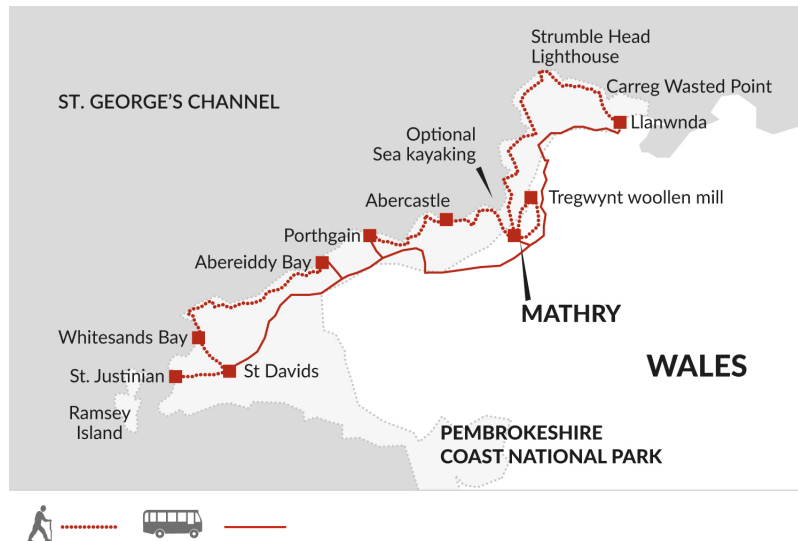 Strumble Head
Lighthouse
Carreg Wasted Point
ST. GEORGE'S CHANNEL
Llanwnda
Optional
Sea kayaking
Abercastle
Tregwynt woollen mill
Porthgain
Abereiddy Bay
MATHRY
Whitesands Bay
WALES
St. Justinian
St Davids
Ramsey
Island
PEMBROKESHIRE
COAST NATIONAL PARK